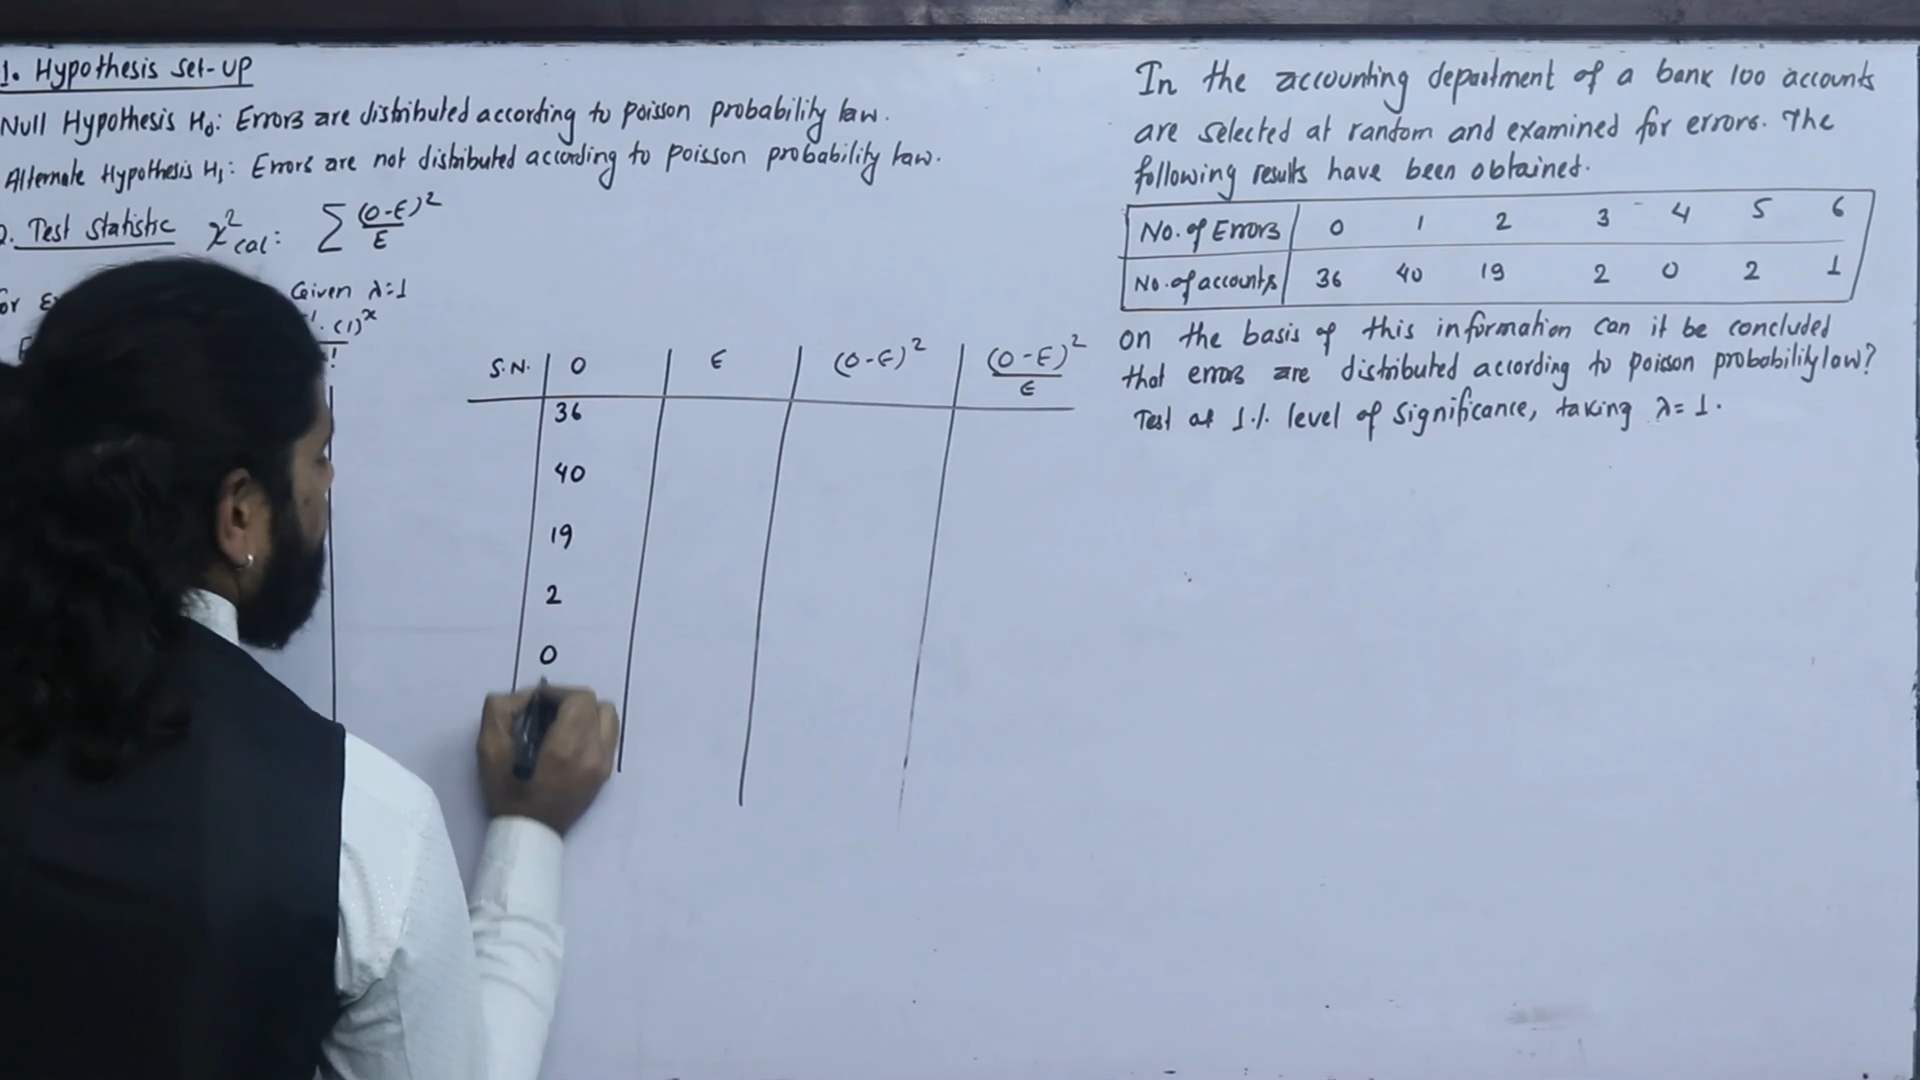 1. Hypothesis Set-up
Null Hypothesis H₀: Errors are distributed according to poisson probability law.
Alternate Hypothesis H₁: Errors are not distributed according to poisson probability law.
2. Test Statistic χ²cal: ∑ (O-E)²/E
Given λ=1
. (1)ˣ
!
S.N. | O | E | (O-E)² | (O-E)²/E
36
40
19
2
0
In the accounting department of a bank 100 accounts
are selected at random and examined for errors. The
following results have been obtained.
No. of Errors | 0 1 2 3 4 5 6
No. of accounts | 36 40 19 2 0 2 1
on the basis of this information can it be concluded
that errors are distributed according to poisson probability law?
Test at 1.% level of significance, taking λ=1.